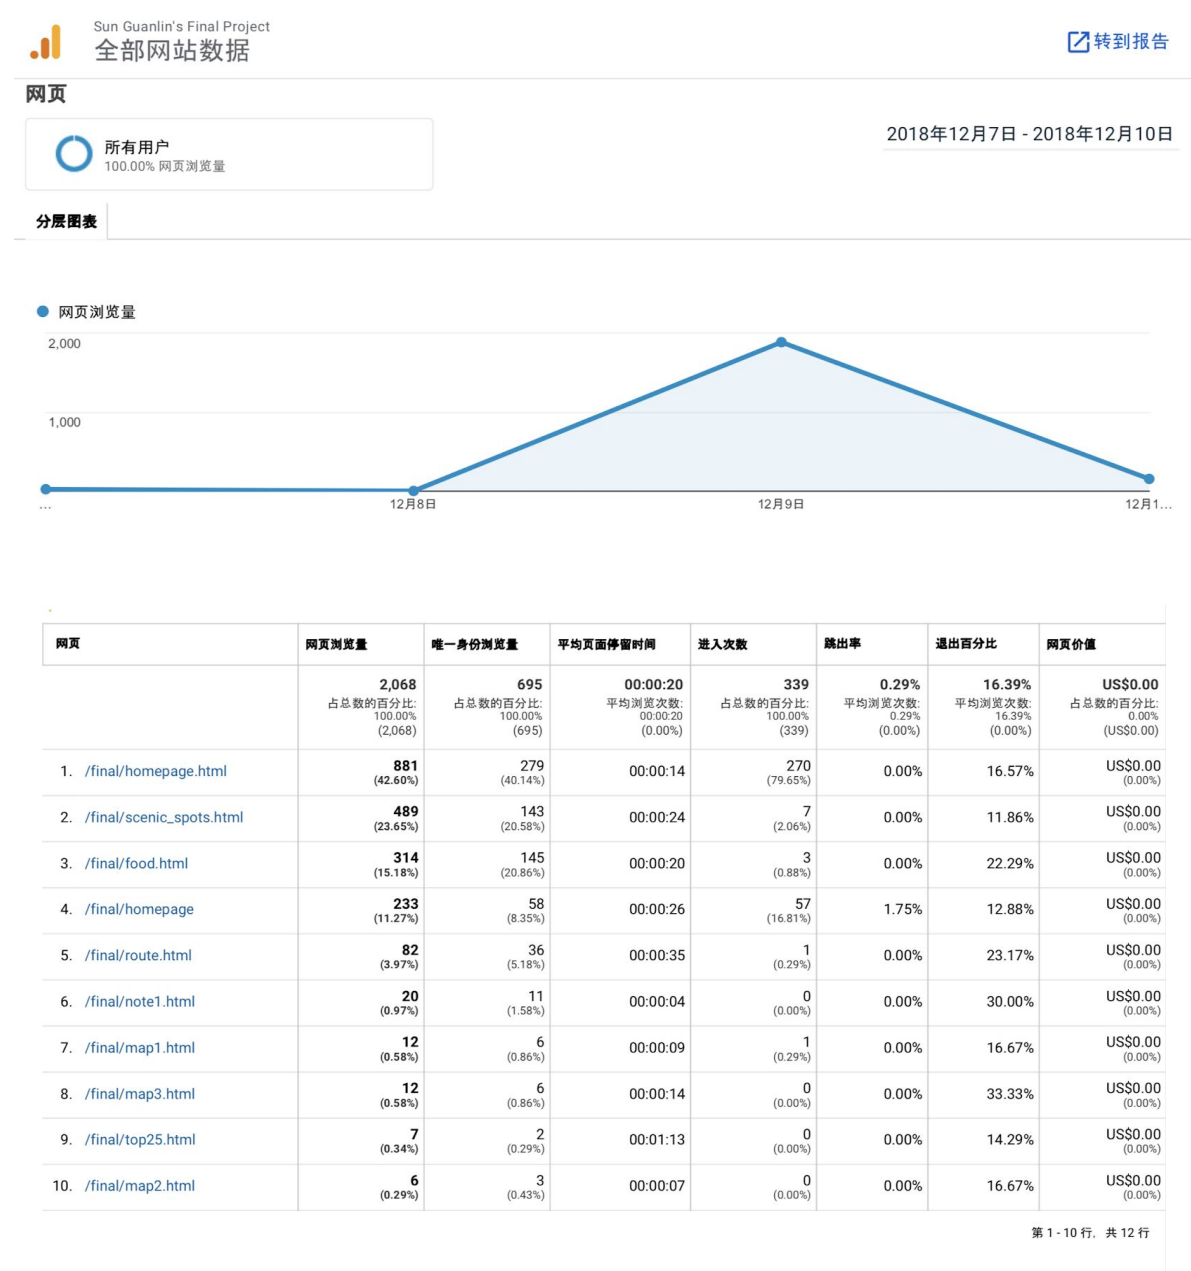 Sun Guanlin's Final Project
全部网站数据
转到报告
网页
所有用户
100.00% 网页浏览量
2018年12月7日 - 2018年12月10日
分层图表
网页浏览量
2,000
1,000
...
12月8日
12月9日
12月1...
网页 网页浏览量 唯一身份浏览量 平均页面停留时间 进入次数 跳出率 退出百分比 网页价值
2,068 695 00:00:20 339 0.29% 16.39% US$0.00
占总数的百分比: 占总数的百分比: 平均浏览次数: 占总数的百分比: 平均浏览次数: 平均浏览次数: 占总数的百分比:
100.00% 100.00% 00:00:20 100.00% 0.29% 16.39% 0.00%
(2,068) (695) (0.00%) (339) (0.00%) (0.00%) (US$0.00)
1. /final/homepage.html 881 279 00:00:14 270 0.00% 16.57% US$0.00
(42.60%) (40.14%) (79.65%) (0.00%)
2. /final/scenic_spots.html 489 143 00:00:24 7 0.00% 11.86% US$0.00
(23.65%) (20.58%) (2.06%) (0.00%)
3. /final/food.html 314 145 00:00:20 3 0.00% 22.29% US$0.00
(15.18%) (20.86%) (0.88%) (0.00%)
4. /final/homepage 233 58 00:00:26 57 1.75% 12.88% US$0.00
(11.27%) (8.35%) (16.81%) (0.00%)
5. /final/route.html 82 36 00:00:35 1 0.00% 23.17% US$0.00
(3.97%) (5.18%) (0.29%) (0.00%)
6. /final/note1.html 20 11 00:00:04 0 0.00% 30.00% US$0.00
(0.97%) (1.58%) (0.00%) (0.00%)
7. /final/map1.html 12 6 00:00:09 1 0.00% 16.67% US$0.00
(0.58%) (0.86%) (0.29%) (0.00%)
8. /final/map3.html 12 6 00:00:14 0 0.00% 33.33% US$0.00
(0.58%) (0.86%) (0.00%) (0.00%)
9. /final/top25.html 7 2 00:01:13 0 0.00% 14.29% US$0.00
(0.34%) (0.29%) (0.00%) (0.00%)
10. /final/map2.html 6 3 00:00:07 0 0.00% 16.67% US$0.00
(0.29%) (0.43%) (0.00%) (0.00%)
第 1 - 10 行, 共 12 行